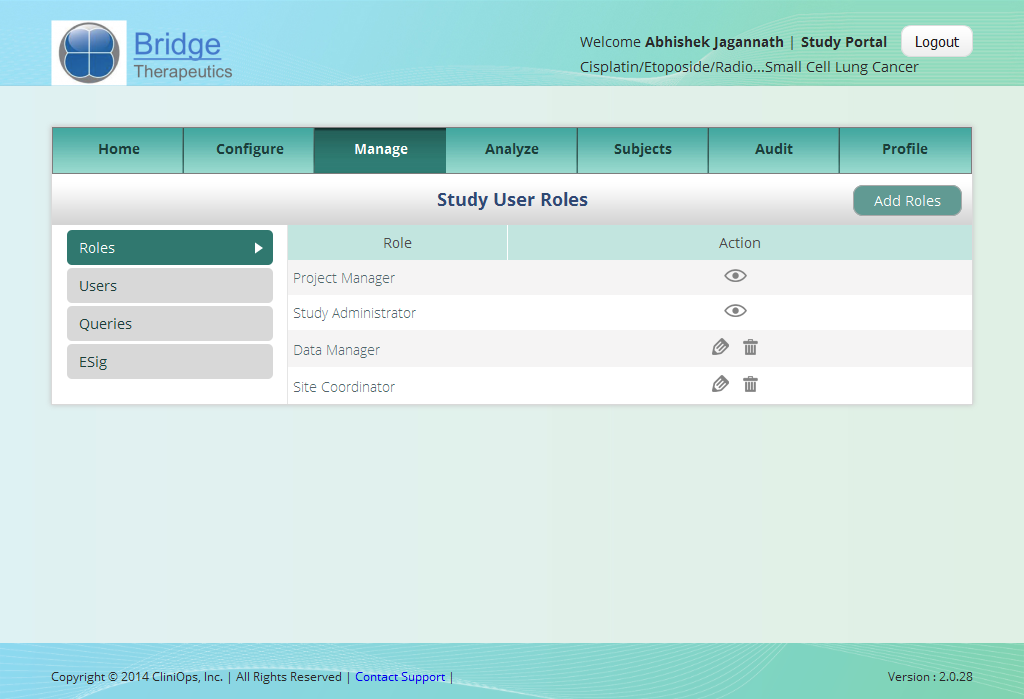 Bridge
Therapeutics
Welcome Abhishek Jagannath | Study Portal
Logout
Cisplatin/Etoposide/Radio...Small Cell Lung Cancer
Home Configure Manage Analyze Subjects Audit Profile
Study User Roles
Add Roles
Roles
Users
Queries
ESig
Role Action
Project Manager
Study Administrator
Data Manager
Site Coordinator
Copyright © 2014 CliniOps, Inc. | All Rights Reserved | Contact Support |
Version : 2.0.28